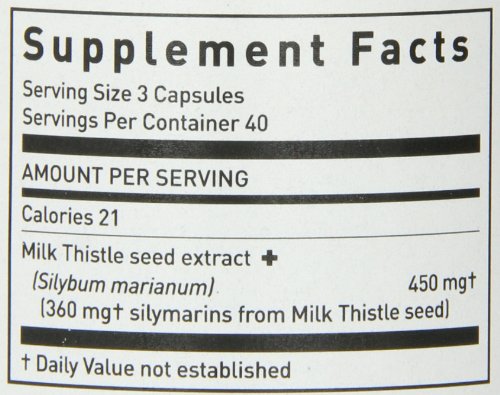 Supplement Facts
Serving Size 3 Capsules
Servings Per Container 40
AMOUNT PER SERVING
Calories 21
Milk Thistle seed extract ✚
(Silybum marianum) 450 mg†
(360 mg† silymarins from Milk Thistle seed)
† Daily Value not established